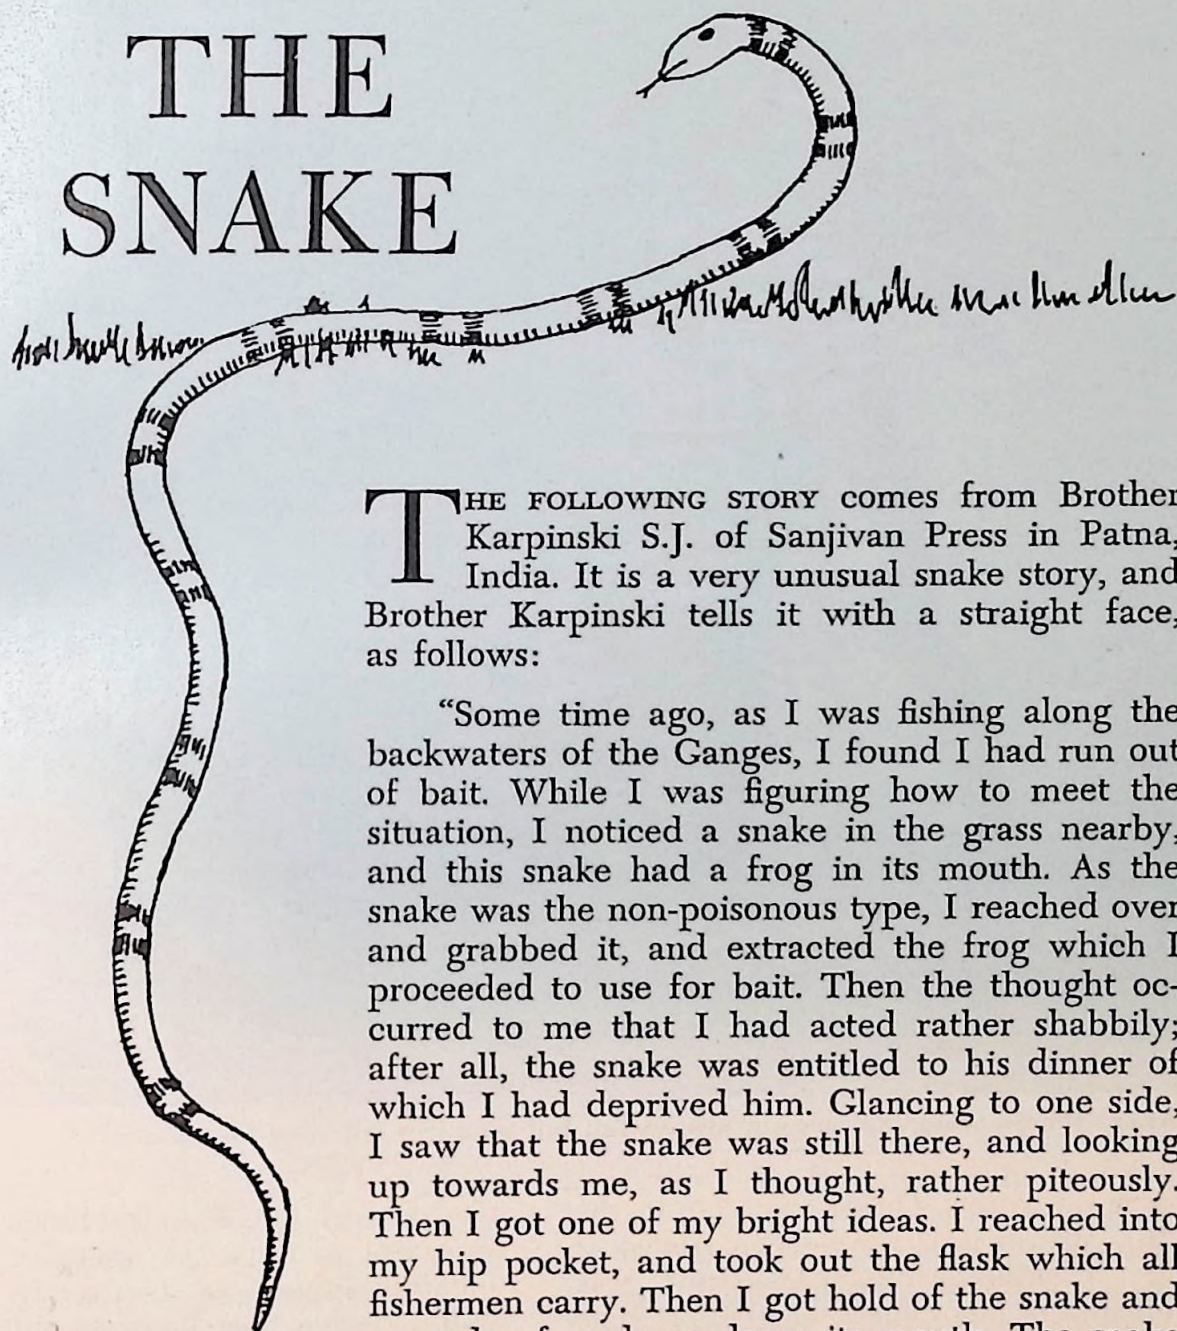 THE
SNAKE
THE FOLLOWING STORY comes from Brother
Karpinski S.J. of Sanjivan Press in Patna,
India. It is a very unusual snake story, and
Brother Karpinski tells it with a straight face,
as follows:
“Some time ago, as I was fishing along the
backwaters of the Ganges, I found I had run out
of bait. While I was figuring how to meet the
situation, I noticed a snake in the grass nearby,
and this snake had a frog in its mouth. As the
snake was the non-poisonous type, I reached over
and grabbed it, and extracted the frog which I
proceeded to use for bait. Then the thought oc-
curred to me that I had acted rather shabbily;
after all, the snake was entitled to his dinner of
which I had deprived him. Glancing to one side,
I saw that the snake was still there, and looking
up towards me, as I thought, rather piteously.
Then I got one of my bright ideas. I reached into
my hip pocket, and took out the flask which all
fishermen carry. Then I got hold of the snake and